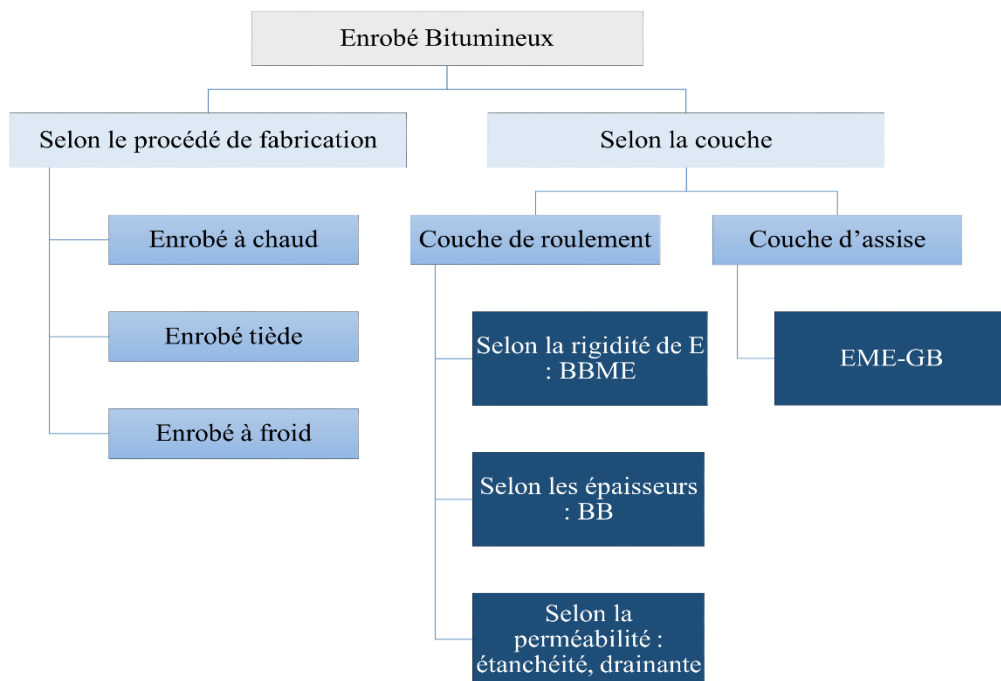 Enrobé Bitumineux
Selon le procédé de fabrication
Selon la couche
Enrobé à chaud
Couche de roulement
Couche d’assise
Enrobé tiède
Selon la rigidité de E
: BBME
EME-GB
Enrobé à froid
Selon les épaisseurs
: BB
Selon la
perméabilité :
étanchéité, drainante